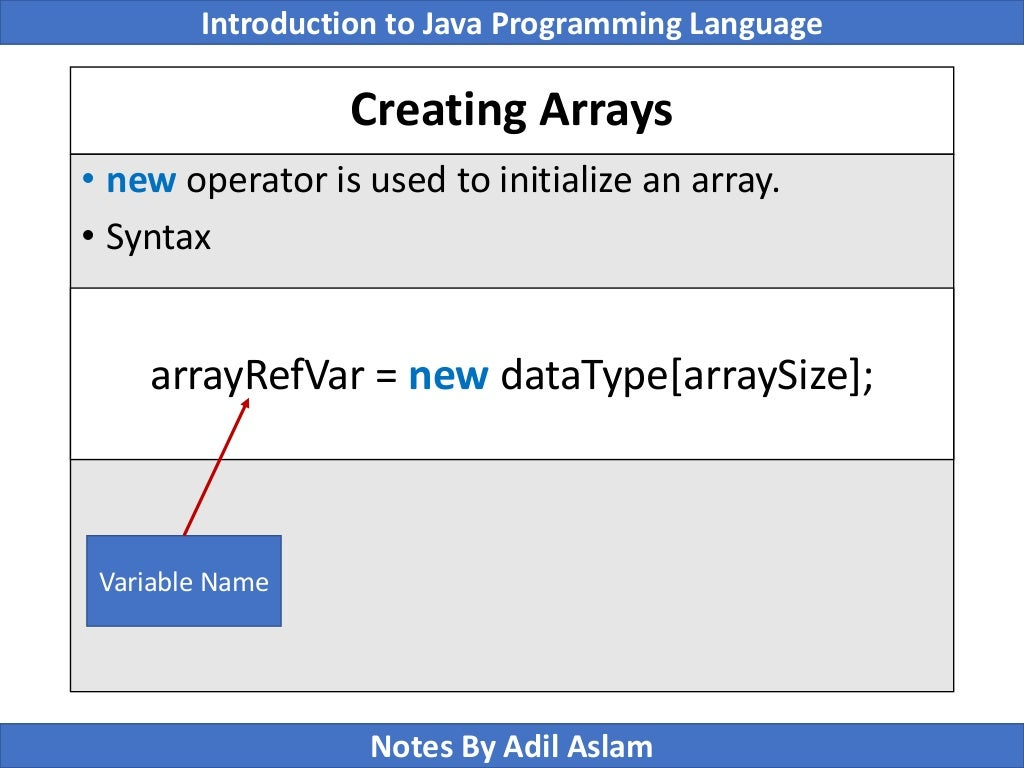 Introduction to Java Programming Language
Creating Arrays
• new operator is used to initialize an array.
• Syntax
arrayRefVar = new dataType[arraySize];
Variable Name
Notes By Adil Aslam